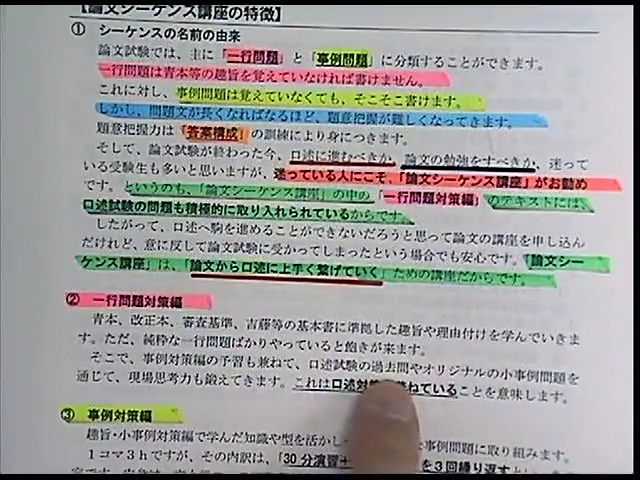 【論文シーケンス講座の特徴】
① シーケンスの名前の由来
論文試験では、主に「一行問題」と「事例問題」に分類することができます。
一行問題は青本等の趣旨を覚えていなければ書けません。
これに対し、事例問題は覚えていなくても、そこそこ書けます。
しかし、問題文が長くなればなるほど、題意把握が難しくなってきます。
題意把握力は「答案構成」の訓練により身につきます。
そして、論文試験が終わった今、口述に進むべきか、論文の勉強をすべきか、迷って
いる受験生も多いと思いますが、迷っている人にこそ、「論文シーケンス講座」がお勧め
です。というのも、「論文シーケンス講座」の中の「一行問題対策編」のテキストには、
口述試験の問題も積極的に取り入れられているからです。
したがって、口述へ駒を進めることができないだろうと思って論文の講座を申し込ん
だけれど、意に反して論文試験に受かってしまったという場合でも安心です。「論文シー
ケンス講座」は、「論文から口述に上手く繋げていく」ための講座だからです。
② 一行問題対策編
青本、改正本、審査基準、吉藤等の基本書に準拠した趣旨や理由付けを学んでいきま
す。ただ、純粋な一行問題ばかりやっていると飽きが来ます。
そこで、事例対策編の予習も兼ねて、口述試験の過去問やオリジナルの小事例問題を
通じて、現場思考力も鍛えてきます。これは口述対 ねていることを意味します。
③ 事例対策編
趣旨・小事例対策編で学んだ知識や型を活かし 事例問題に取り組みます。
1コマ3hですが、その内訳は、「30分演習+ を3回繰り返す